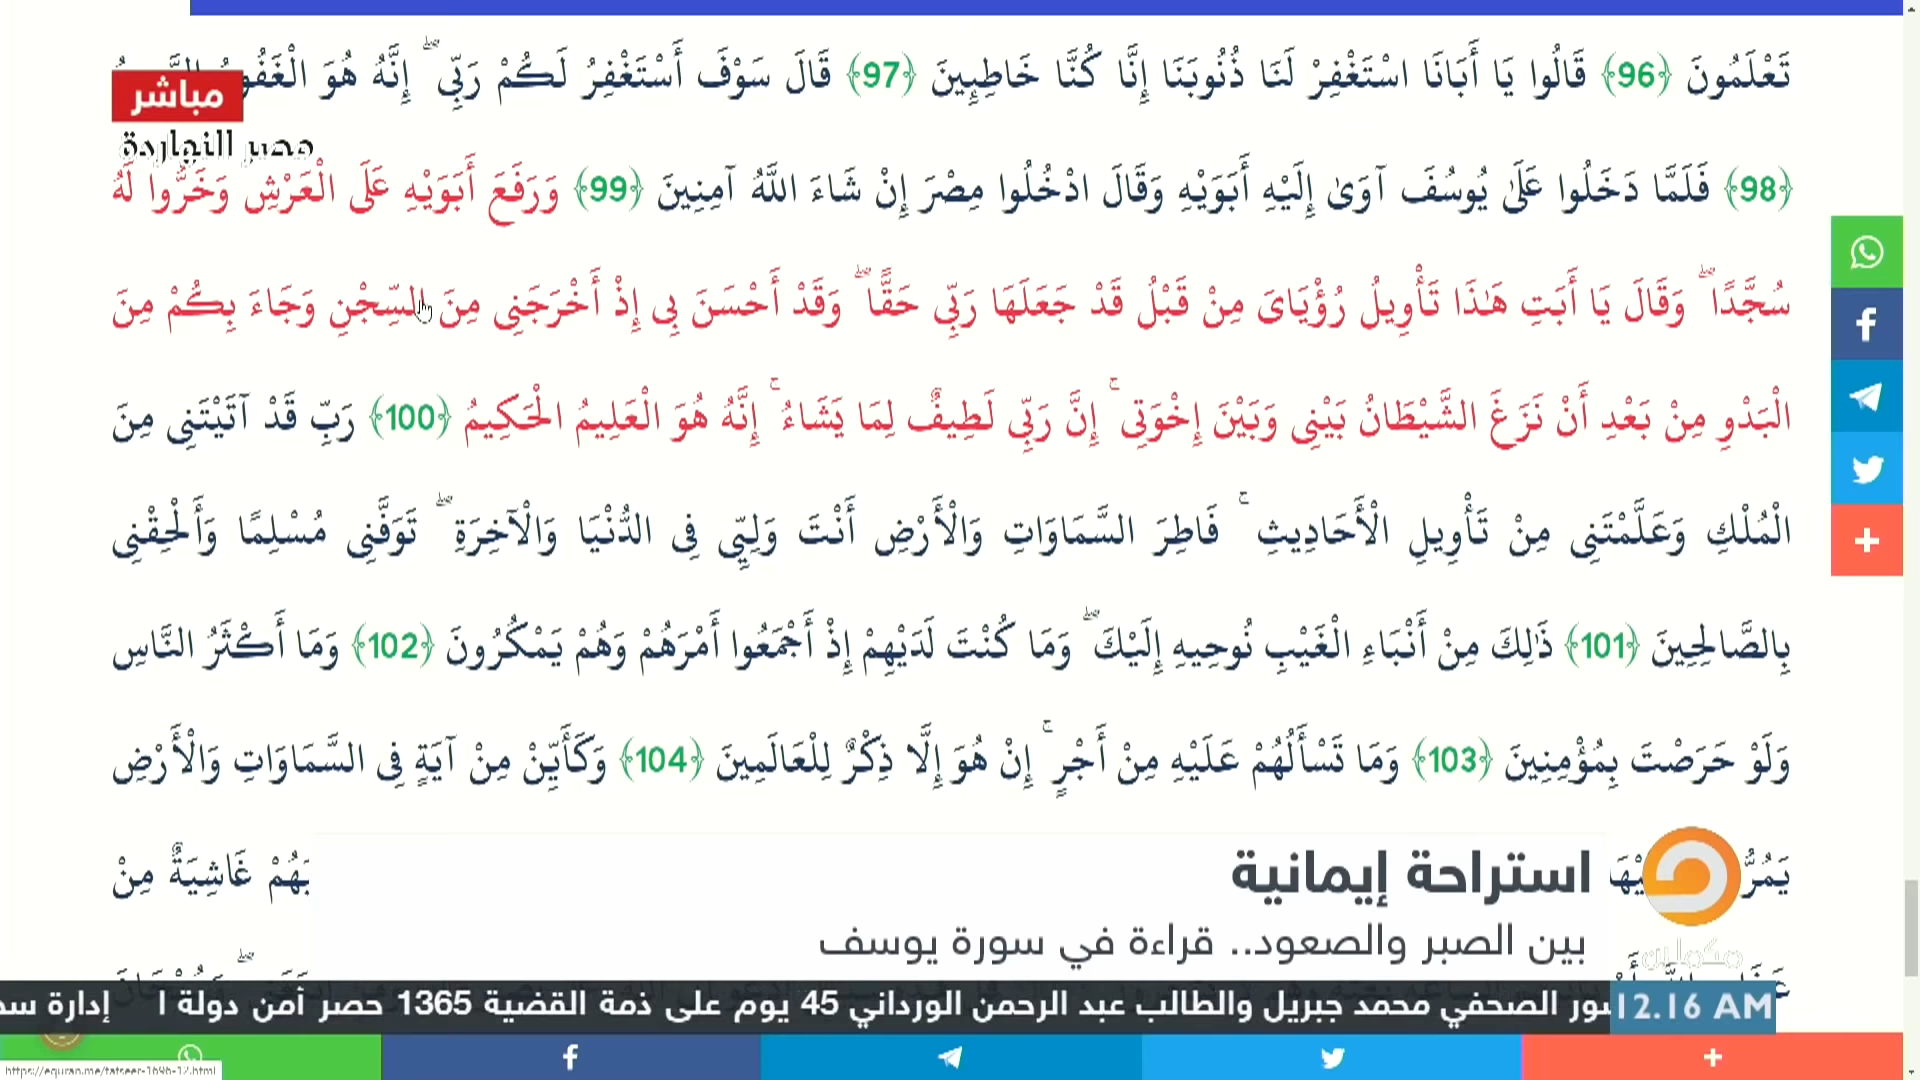 تَعْلَمُونَ ﴿96﴾ قَالُوا يَا أَبَانَا اسْتَغْفِرْ لَنَا ذُنُوبَنَا إِنَّا كُنَّا خَاطِئِينَ ﴿97﴾ قَالَ سَوْفَ أَسْتَغْفِرُ لَكُمْ رَبِّي ۖ إِنَّهُ هُوَ الْغَفُورُ
مباشر
مصر النهاردة
﴿98﴾ فَلَمَّا دَخَلُوا عَلَىٰ يُوسُفَ آوَىٰ إِلَيْهِ أَبَوَيْهِ وَقَالَ ادْخُلُوا مِصْرَ إِنْ شَاءَ اللَّهُ آمِنِينَ ﴿99﴾ وَرَفَعَ أَبَوَيْهِ عَلَى الْعَرْشِ وَخَرُّوا لَهُ
سُجَّدًا ۖ وَقَالَ يَا أَبَتِ هَٰذَا تَأْوِيلُ رُؤْيَايَ مِنْ قَبْلُ قَدْ جَعَلَهَا رَبِّي حَقًّا ۖ وَقَدْ أَحْسَنَ بِي إِذْ أَخْرَجَنِي مِنَ السِّجْنِ وَجَاءَ بِكُمْ مِنَ
الْبَدْوِ مِنْ بَعْدِ أَنْ نَزَغَ الشَّيْطَانُ بَيْنِي وَبَيْنَ إِخْوَتِي ۚ إِنَّ رَبِّي لَطِيفٌ لِمَا يَشَاءُ ۚ إِنَّهُ هُوَ الْعَلِيمُ الْحَكِيمُ ﴿100﴾ رَبِّ قَدْ آتَيْتَنِي مِنَ
الْمُلْكِ وَعَلَّمْتَنِي مِنْ تَأْوِيلِ الْأَحَادِيثِ ۚ فَاطِرَ السَّمَاوَاتِ وَالْأَرْضِ أَنْتَ وَلِيِّي فِي الدُّنْيَا وَالْآخِرَةِ ۖ تَوَفَّنِي مُسْلِمًا وَأَلْحِقْنِي
بِالصَّالِحِينَ ﴿101﴾ ذَٰلِكَ مِنْ أَنْبَاءِ الْغَيْبِ نُوحِيهِ إِلَيْكَ ۖ وَمَا كُنْتَ لَدَيْهِمْ إِذْ أَجْمَعُوا أَمْرَهُمْ وَهُمْ يَمْكُرُونَ ﴿102﴾ وَمَا أَكْثَرُ النَّاسِ
وَلَوْ حَرَصْتَ بِمُؤْمِنِينَ ﴿103﴾ وَمَا تَسْأَلُهُمْ عَلَيْهِ مِنْ أَجْرٍ ۚ إِنْ هُوَ إِلَّا ذِكْرٌ لِلْعَالَمِينَ ﴿104﴾ وَكَأَيِّنْ مِنْ آيَةٍ فِي السَّمَاوَاتِ وَالْأَرْضِ
غَاشِيَةٌ مِنْ
استراحة إيمانية
بين الصبر والصعود.. قراءة في سورة يوسف
مكملين
12.16 AM
الصحفي محمد جبريل والطالب عبد الرحمن الورداني 45 يوم على ذمة القضية 1365 حصر أمن دولة ا إدارة